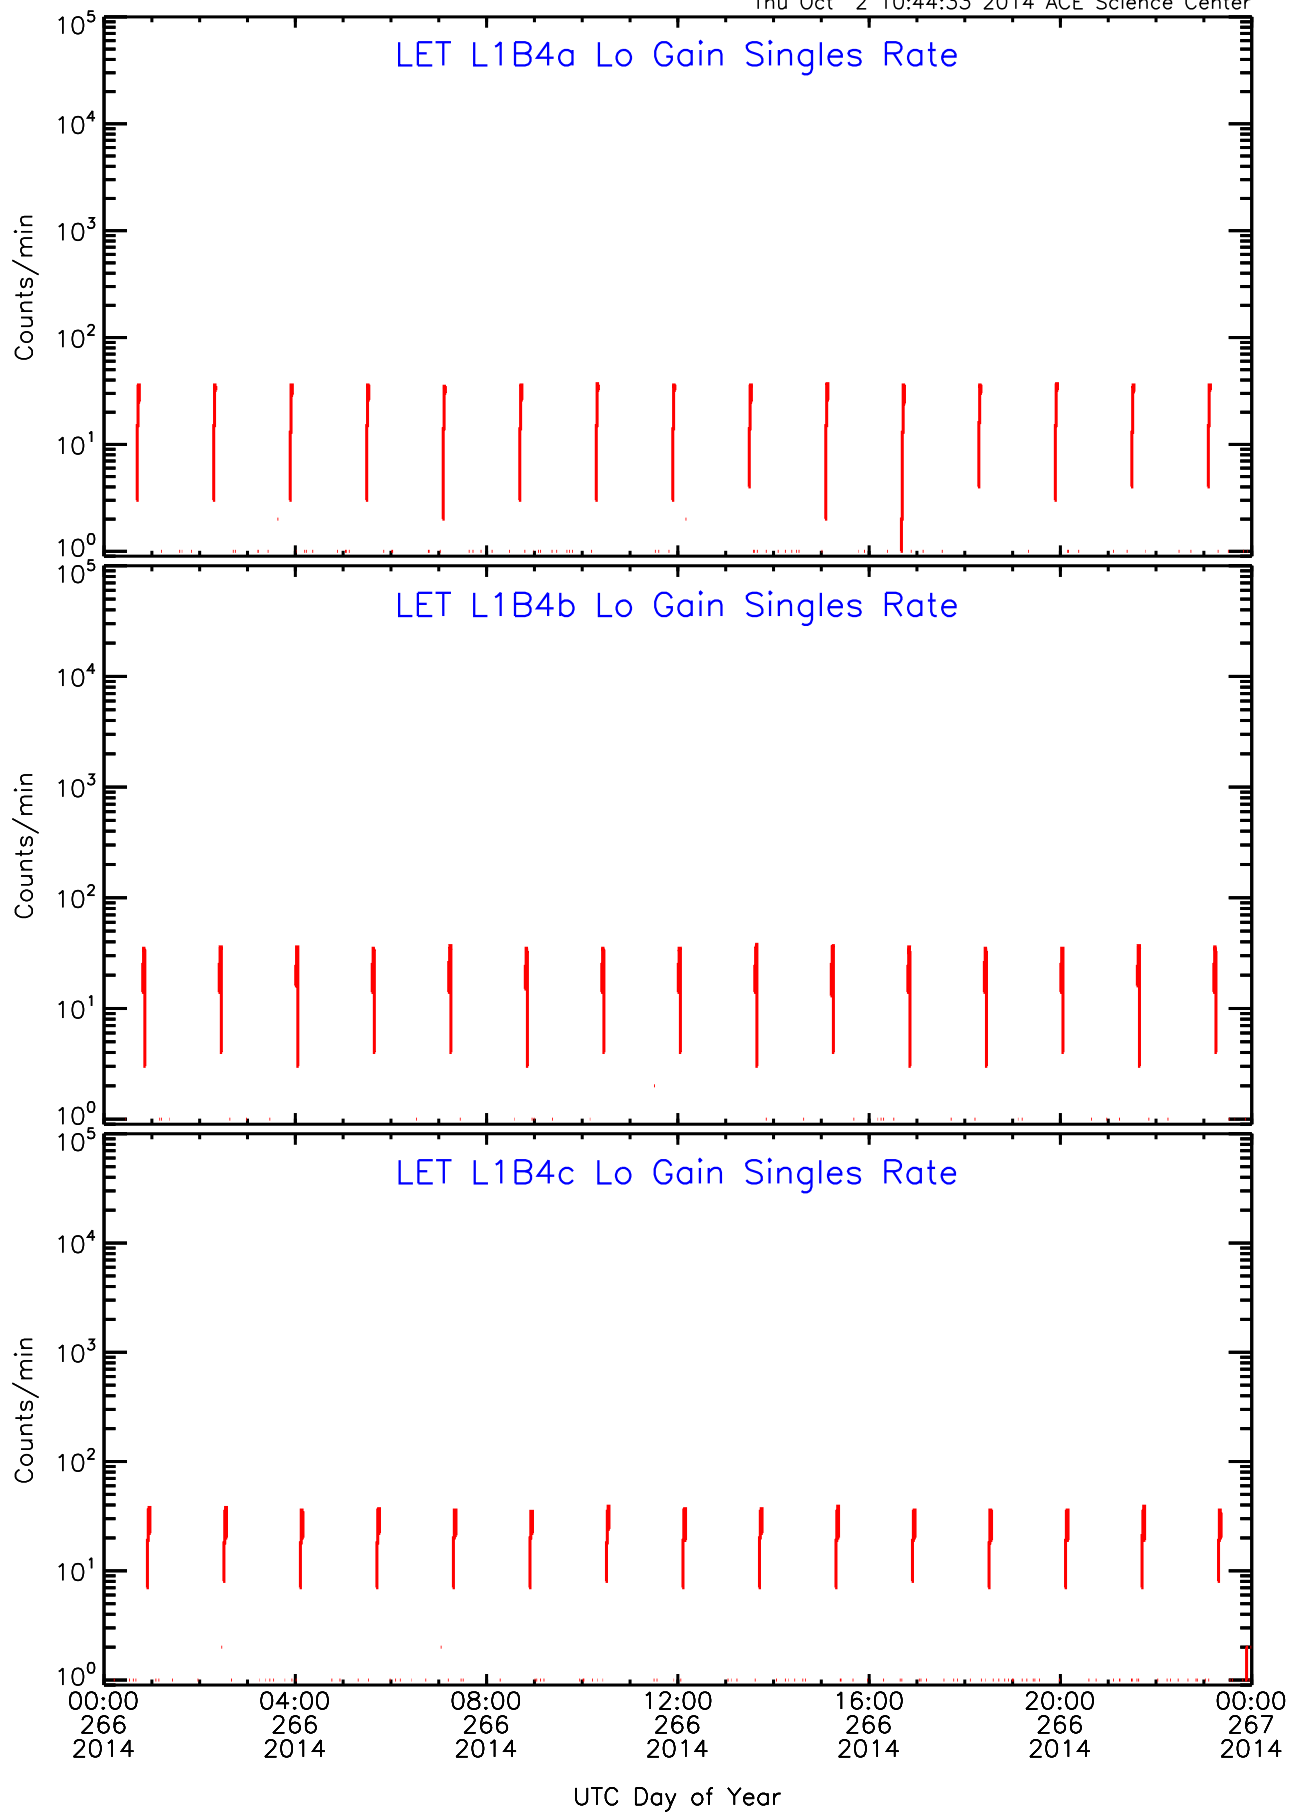 Thu Oct 2 10:44:33 2014 ACE Science Center
LET L1B4a Lo Gain Singles Rate
10^5
10^4
10^3
10^2
10^1
10^0
Counts/min
LET L1B4b Lo Gain Singles Rate
10^5
10^4
10^3
10^2
10^1
10^0
Counts/min
LET L1B4c Lo Gain Singles Rate
10^5
10^4
10^3
10^2
10^1
10^0
Counts/min
00:00 04:00 08:00 12:00 16:00 20:00 00:00
266 266 266 266 266 266 267
2014 2014 2014 2014 2014 2014 2014
UTC Day of Year